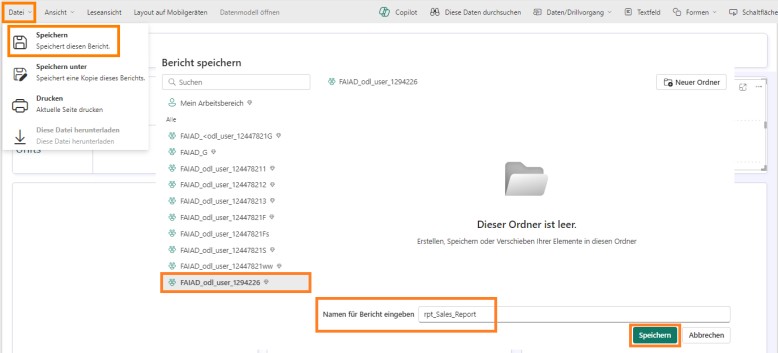 Datei Ansicht Leseansicht Layout auf Mobilgeräten Datenmodell öffnen Copilot Diese Daten durchsuchen Daten/Drillvorgang Textfeld Formen Schaltfläche
Speichern
Speichert diesen Bericht.
Speichern unter
Speichert eine Kopie dieses Berichts.
Drucken
Aktuelle Seite drucken
Diese Datei herunterladen
Diese Datei herunterladen
Units
Bericht speichern
Suchen
Mein Arbeitsbereich
Alle
FAIAD_<odl_user_12447821G
FAIAD_G
FAIAD_odl_user_124478211
FAIAD_odl_user_124478212
FAIAD_odl_user_124478213
FAIAD_odl_user_12447821F
FAIAD_odl_user_12447821Fs
FAIAD_odl_user_12447821S
FAIAD_odl_user_12447821ww
FAIAD_odl_user_1294226
FAIAD_odl_user_1294226
Neuer Ordner
Dieser Ordner ist leer.
Erstellen, Speichern oder Verschieben Ihrer Elemente in diesen Ordner
Namen für Bericht eingeben rpt_Sales_Report
Speichern Abbrechen